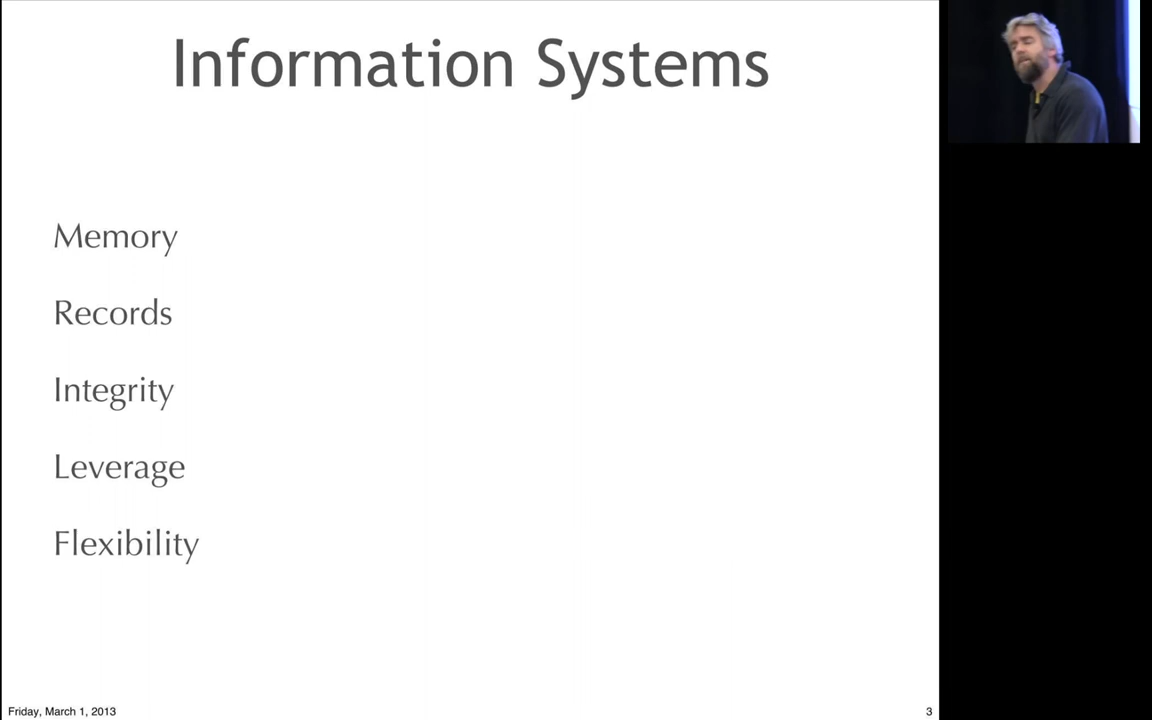 Information Systems
Memory
Records
Integrity
Leverage
Flexibility
Friday, March 1, 2013
3